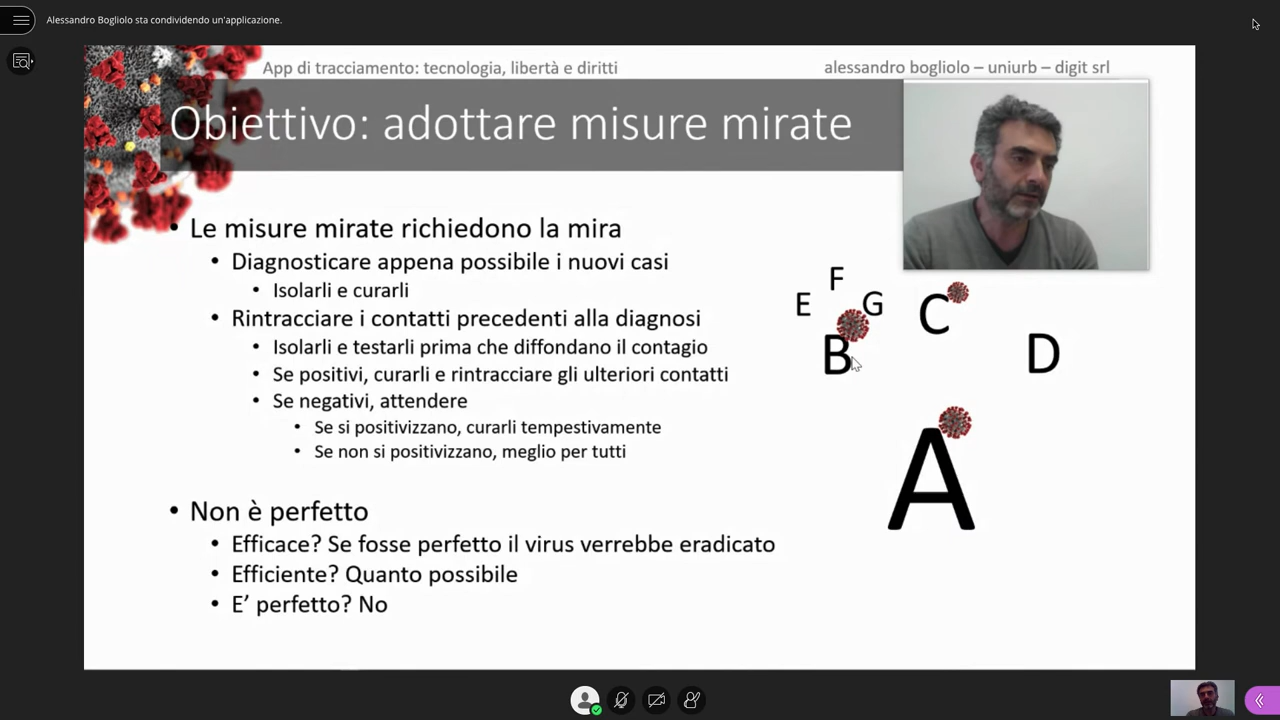 Alessandro Bogliolo sta condividendo un'applicazione.
App di tracciamento: tecnologia, libertà e diritti
alessandro bogliolo – uniurb – digit srl
Obiettivo: adottare misure mirate
• Le misure mirate richiedono la mira
• Diagnosticare appena possibile i nuovi casi
• Isolarli e curarli
• Rintracciare i contatti precedenti alla diagnosi
• Isolarli e testarli prima che diffondano il contagio
• Se positivi, curarli e rintracciare gli ulteriori contatti
• Se negativi, attendere
• Se si positivizzano, curarli tempestivamente
• Se non si positivizzano, meglio per tutti
• Non è perfetto
• Efficace? Se fosse perfetto il virus verrebbe eradicato
• Efficiente? Quanto possibile
• E’ perfetto? No
F
E
G
C
B
D
A